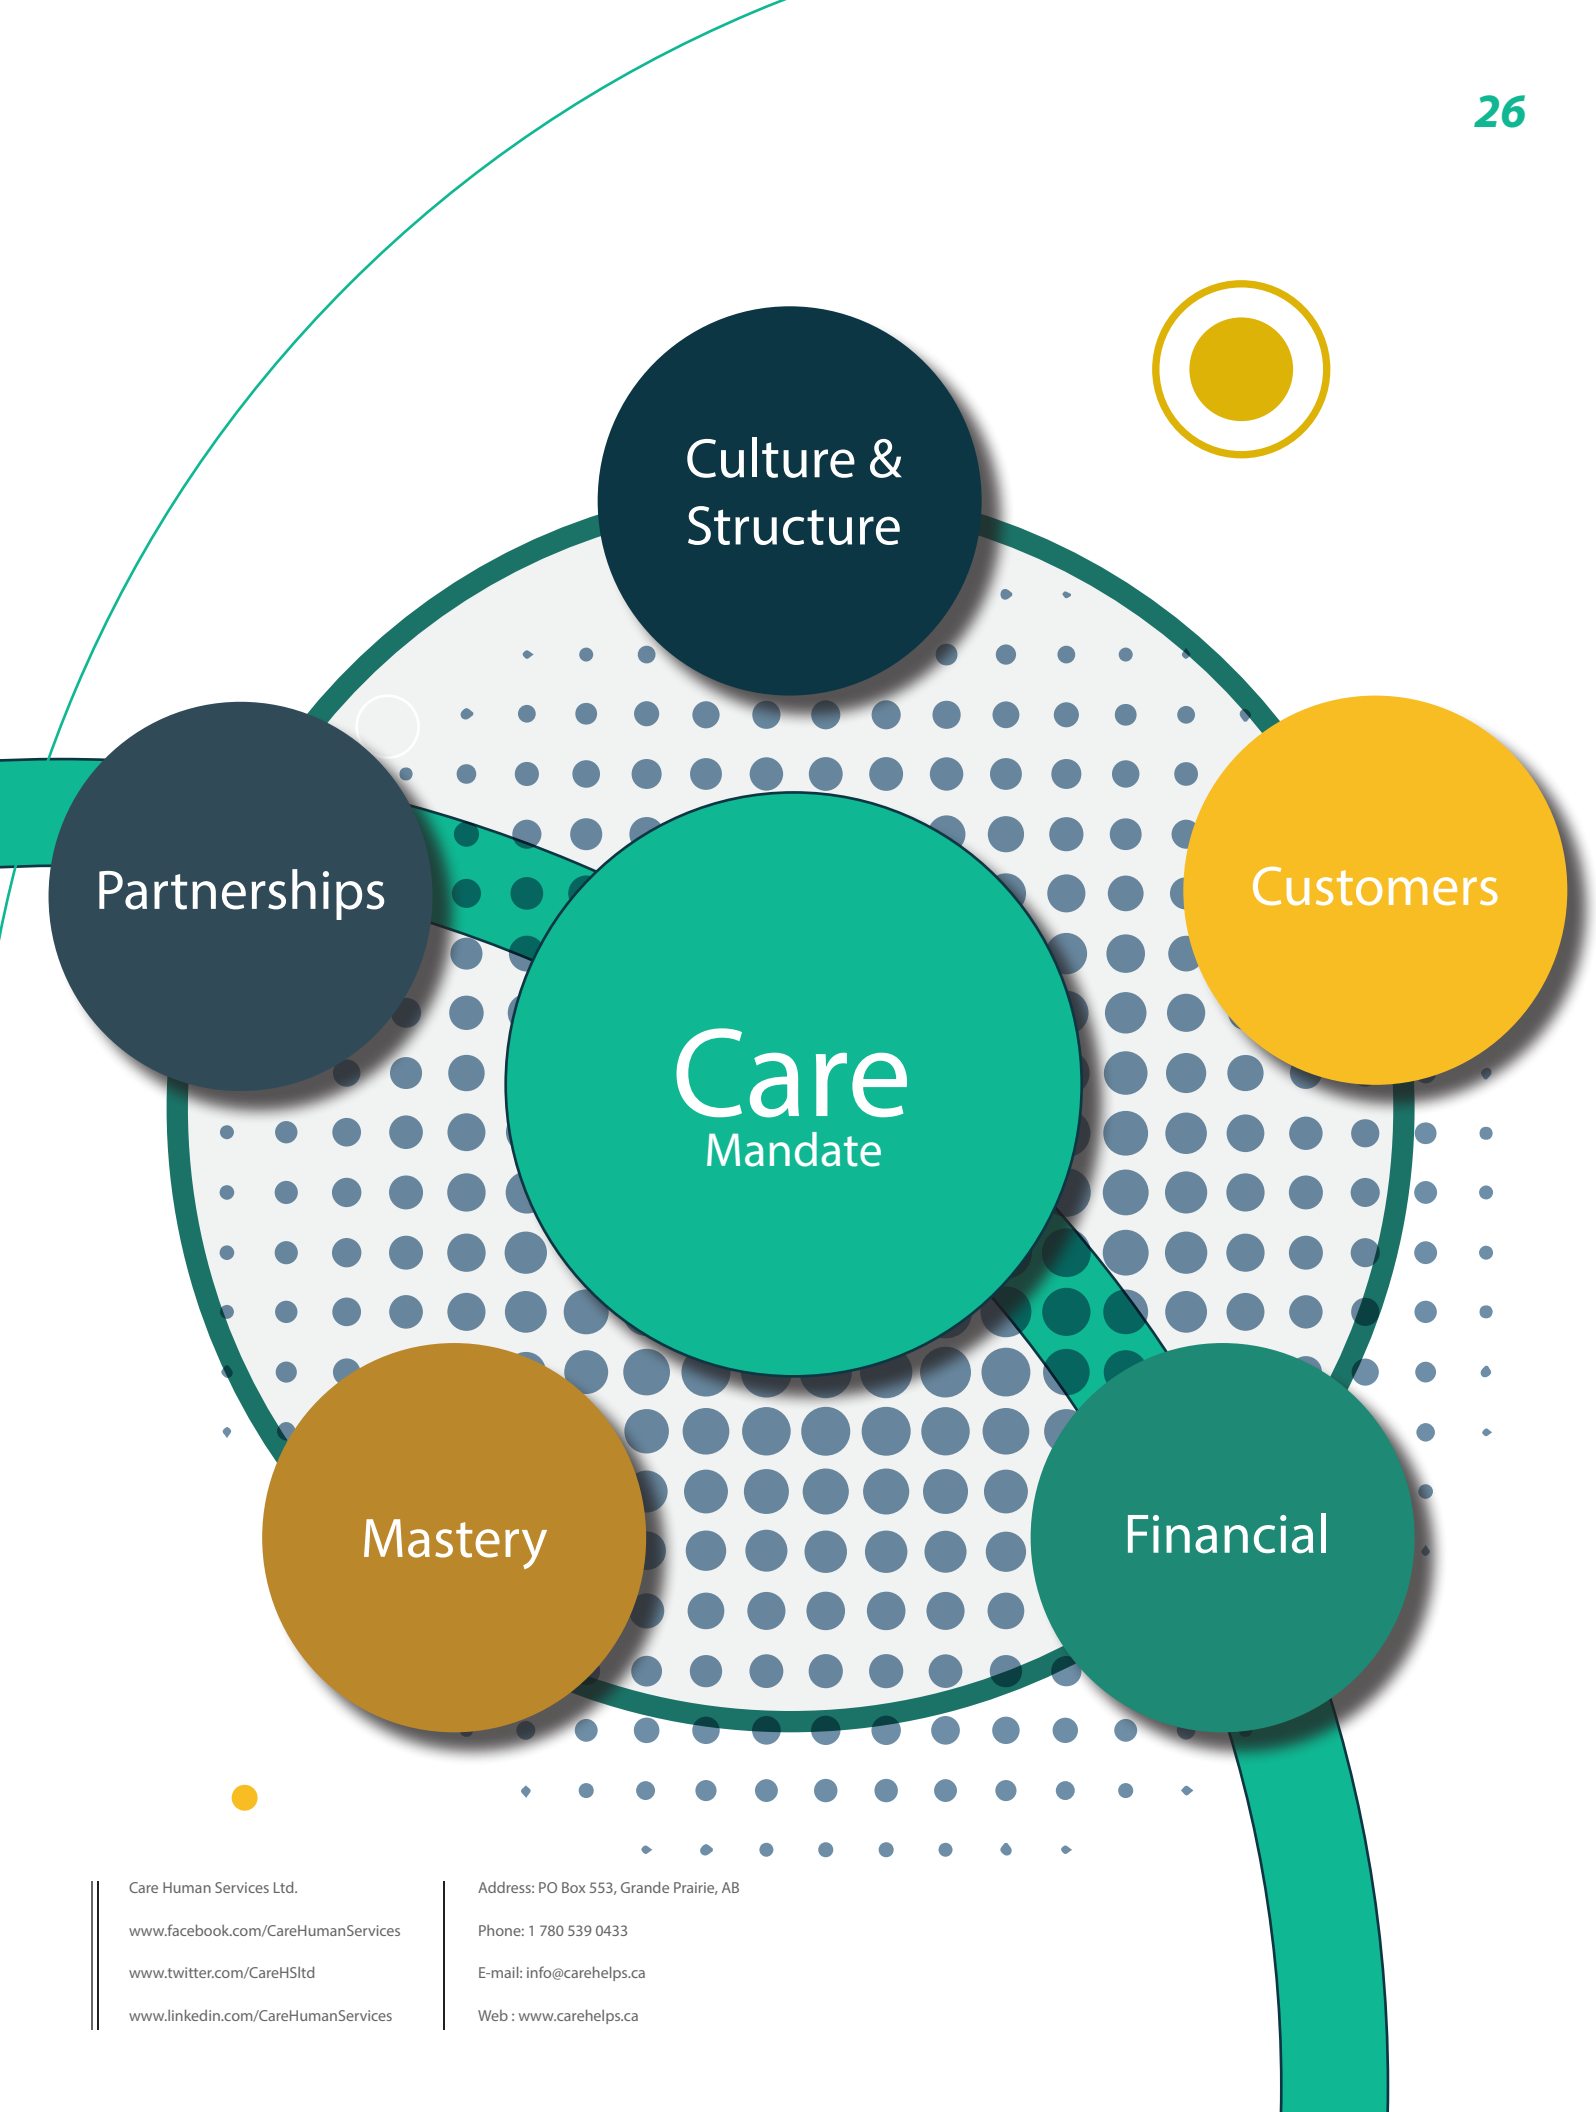 26
Culture &
Structure
Partnerships
Customers
Care
Mandate
Mastery
Financial
Care Human Services Ltd.
www.facebook.com/CareHumanServices
www.twitter.com/CareHSltd
www.linkedin.com/CareHumanServices
Address: PO Box 553, Grande Prairie, AB
Phone: 1 780 539 0433
E-mail: info@carehelps.ca
Web : www.carehelps.ca